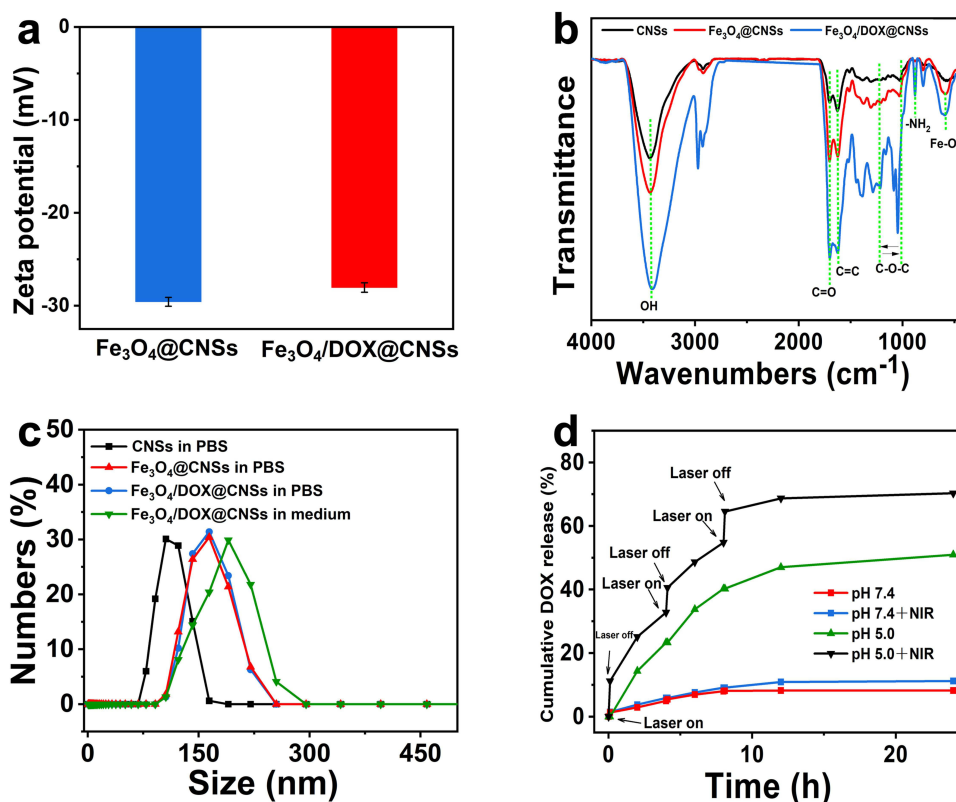 a
Zeta potential (mV)
0
-10
-20
-30
Fe₃O₄@CNSs
Fe₃O₄/DOX@CNSs
b
CNSs
Fe₃O₄@CNSs
Fe₃O₄/DOX@CNSs
Transmittance
OH
C=O
C=C
C-O-C
-NH₂
Fe-O
4000
3000
2000
1000
Wavenumbers (cm⁻¹)
c
Numbers (%)
50
40
30
20
10
0
CNSs in PBS
Fe₃O₄@CNSs in PBS
Fe₃O₄/DOX@CNSs in PBS
Fe₃O₄/DOX@CNSs in medium
0
150
300
450
Size (nm)
d
Cumulative DOX release (%)
80
60
40
20
0
Laser off
Laser on
Laser off
Laser on
Laser off
Laser on
pH 7.4
pH 7.4+NIR
pH 5.0
pH 5.0+NIR
0
10
20
Time (h)